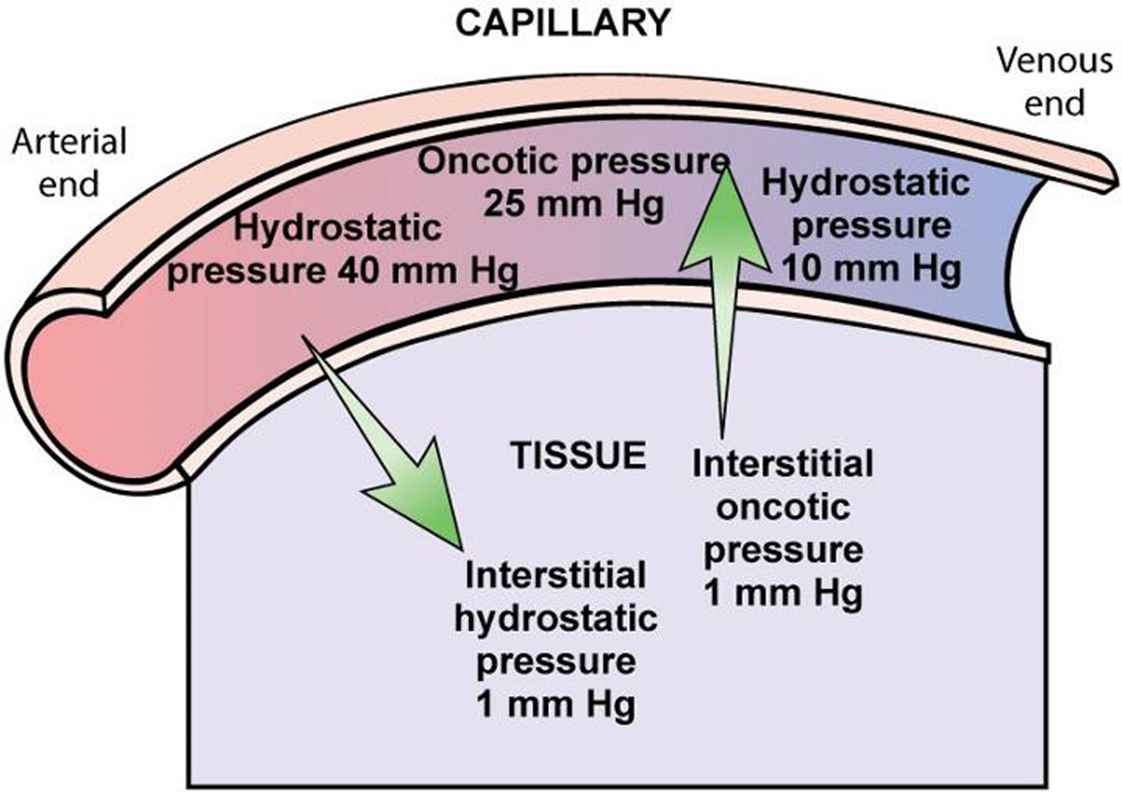 CAPILLARY
Arterial
end
Venous
end
Oncotic pressure
25 mm Hg
Hydrostatic
pressure 40 mm Hg
Hydrostatic
pressure
10 mm Hg
TISSUE
Interstitial
hydrostatic
pressure
1 mm Hg
Interstitial
oncotic
pressure
1 mm Hg